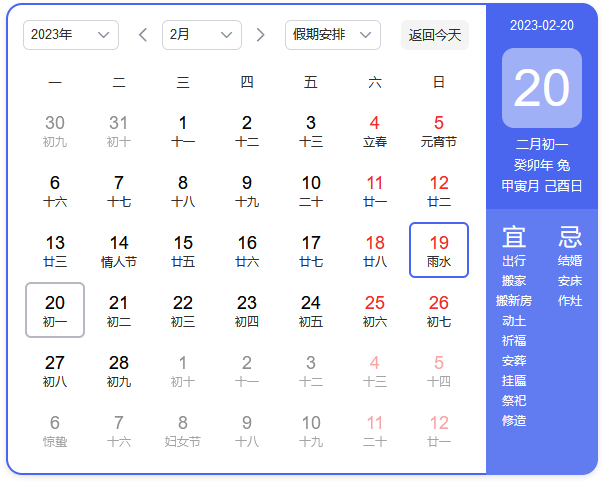 2023年 2月 假期安排 返回今天
一 二 三 四 五 六 日
30 31 1 2 3 4 5
初九 初十 十一 十二 十三 立春 元宵节
6 7 8 9 10 11 12
十六 十七 十八 十九 二十 廿一 廿二
13 14 15 16 17 18 19
廿三 情人节 廿五 廿六 廿七 廿八 雨水
20 21 22 23 24 25 26
初一 初二 初三 初四 初五 初六 初七
27 28 1 2 3 4 5
初八 初九 初十 十一 十二 十三 十四
6 7 8 9 10 11 12
惊蛰 十六 妇女节 十八 十九 二十 廿一
2023-02-20
20
二月初一
癸卯年 兔
甲寅月 己酉日
宜 忌
出行 结婚
搬家 安床
搬新房 作灶
动土
祈福
安葬
挂匾
祭祀
修造